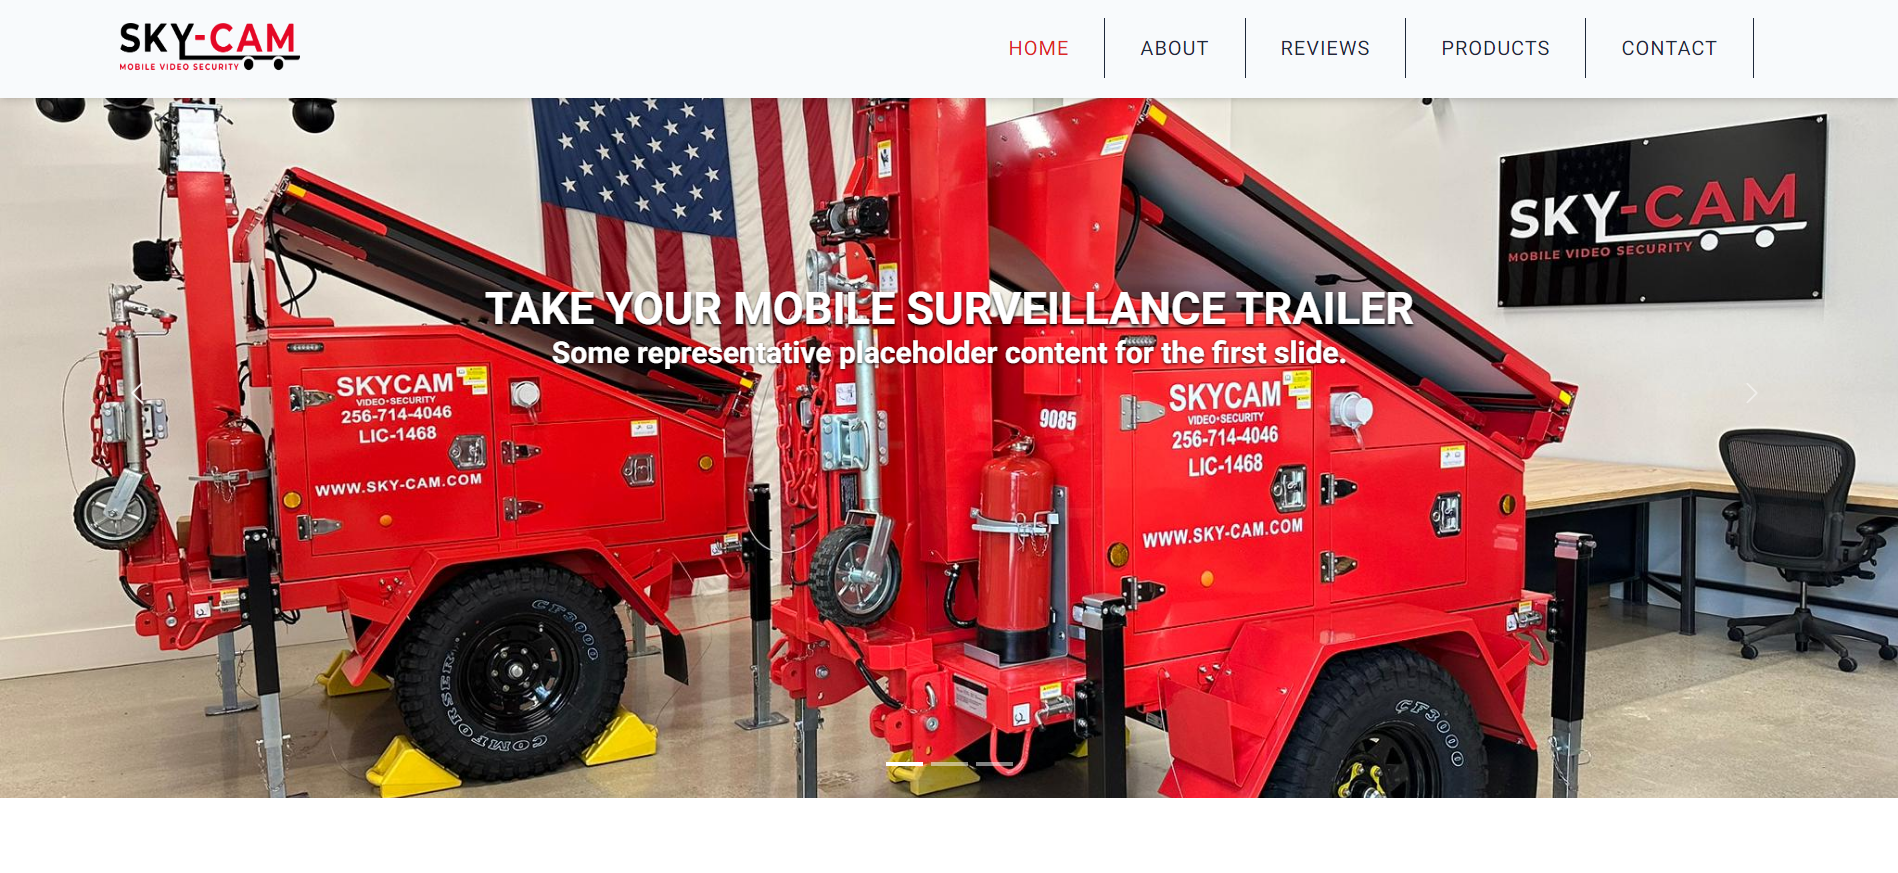 SKY-CAM
MOBILE VIDEO SECURITY
HOME
ABOUT
REVIEWS
PRODUCTS
CONTACT
SKY-CAM
MOBILE VIDEO SECURITY
TAKE YOUR MOBILE SURVEILLANCE TRAILER
Some representative placeholder content for the first slide.
SKYCAM
VIDEO•SECURITY
256-714-4046
LIC-1468
WWW.SKY-CAM.COM
9085
SKYCAM
VIDEO•SECURITY
256-714-4046
LIC-1468
WWW.SKY-CAM.COM
CF3000
COMFORSER
CF3000